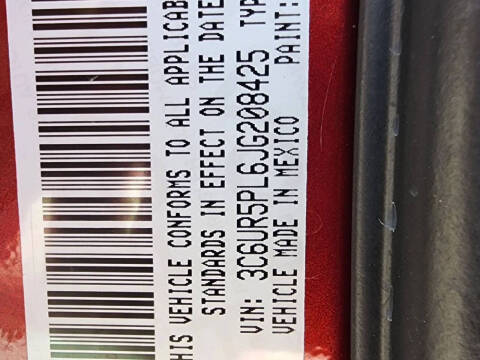 HIS VEHICLE CONFORMS TO ALL APPLICAB
STANDARDS IN EFFECT ON THE DATE
VIN: 3C6UR5PL6JG208425 TYP
VEHICLE MADE IN MEXICO PAINT: